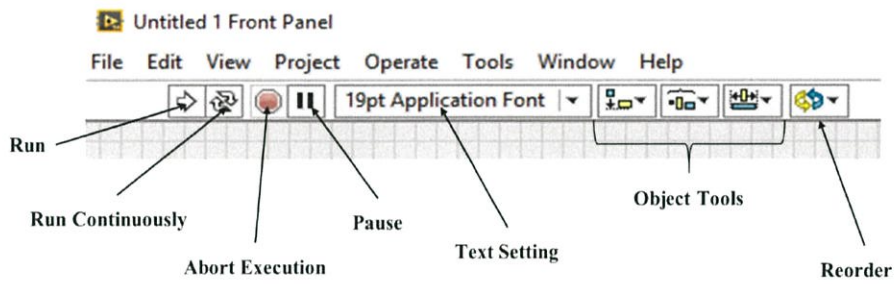 Untitled 1 Front Panel
File Edit View Project Operate Tools Window Help
19pt Application Font
Run
Run Continuously
Abort Execution
Pause
Text Setting
Object Tools
Reorder